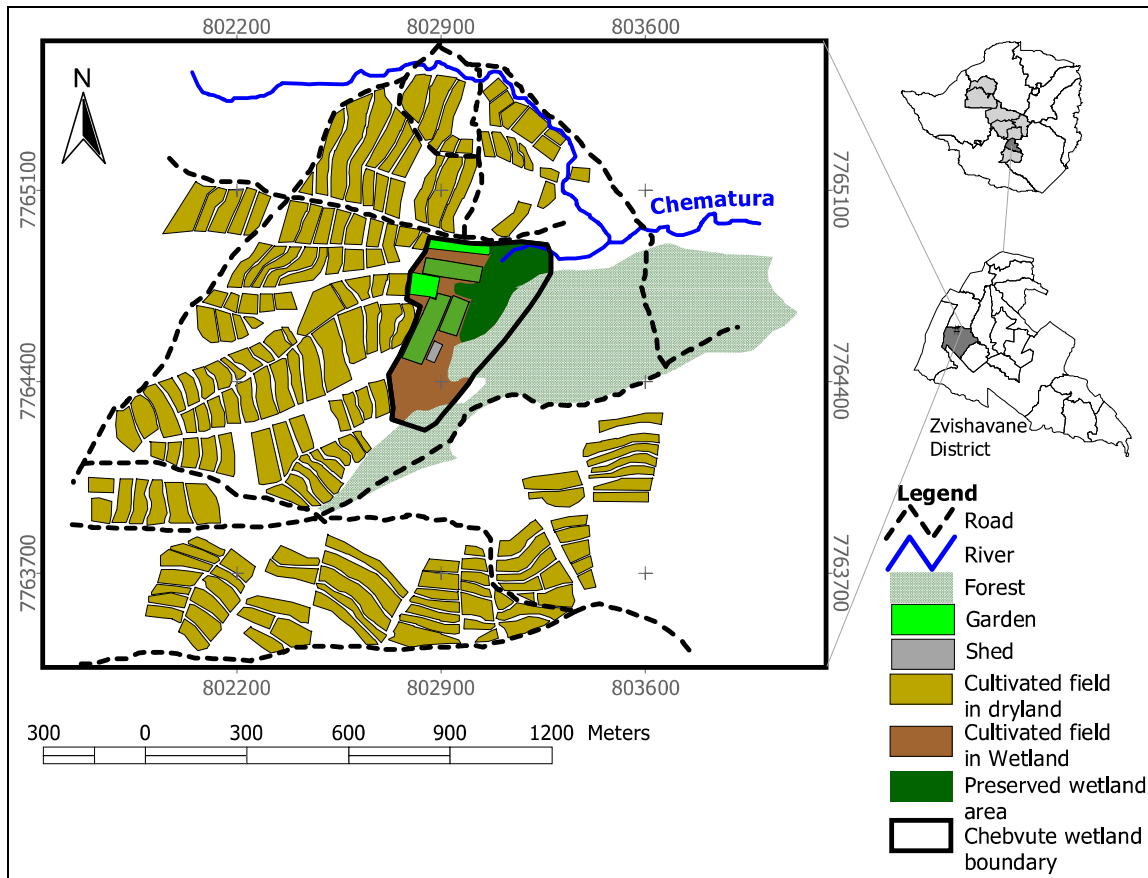 802200 802900 803600
N
7765100
7764400
7763700
Chematura
7765100
7764400
7763700
802200 802900 803600
300 0 300 600 900 1200 Meters
Zvishavane
District
Legend
Road
River
Forest
Garden
Shed
Cultivated field
in dryland
Cultivated field
in Wetland
Preserved wetland
area
Chebvute wetland
boundary